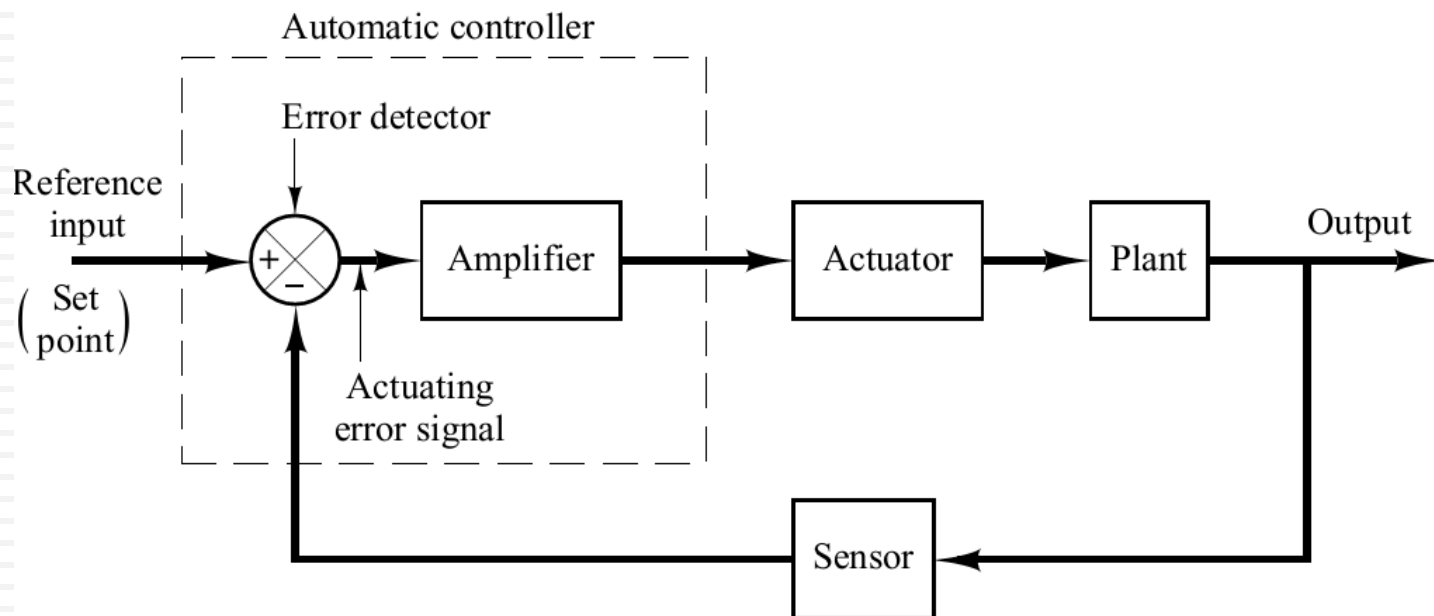 Automatic controller
Error detector
Reference
input
+
−
Amplifier
Actuator
Plant
Output
(Set
point)
Actuating
error signal
Sensor